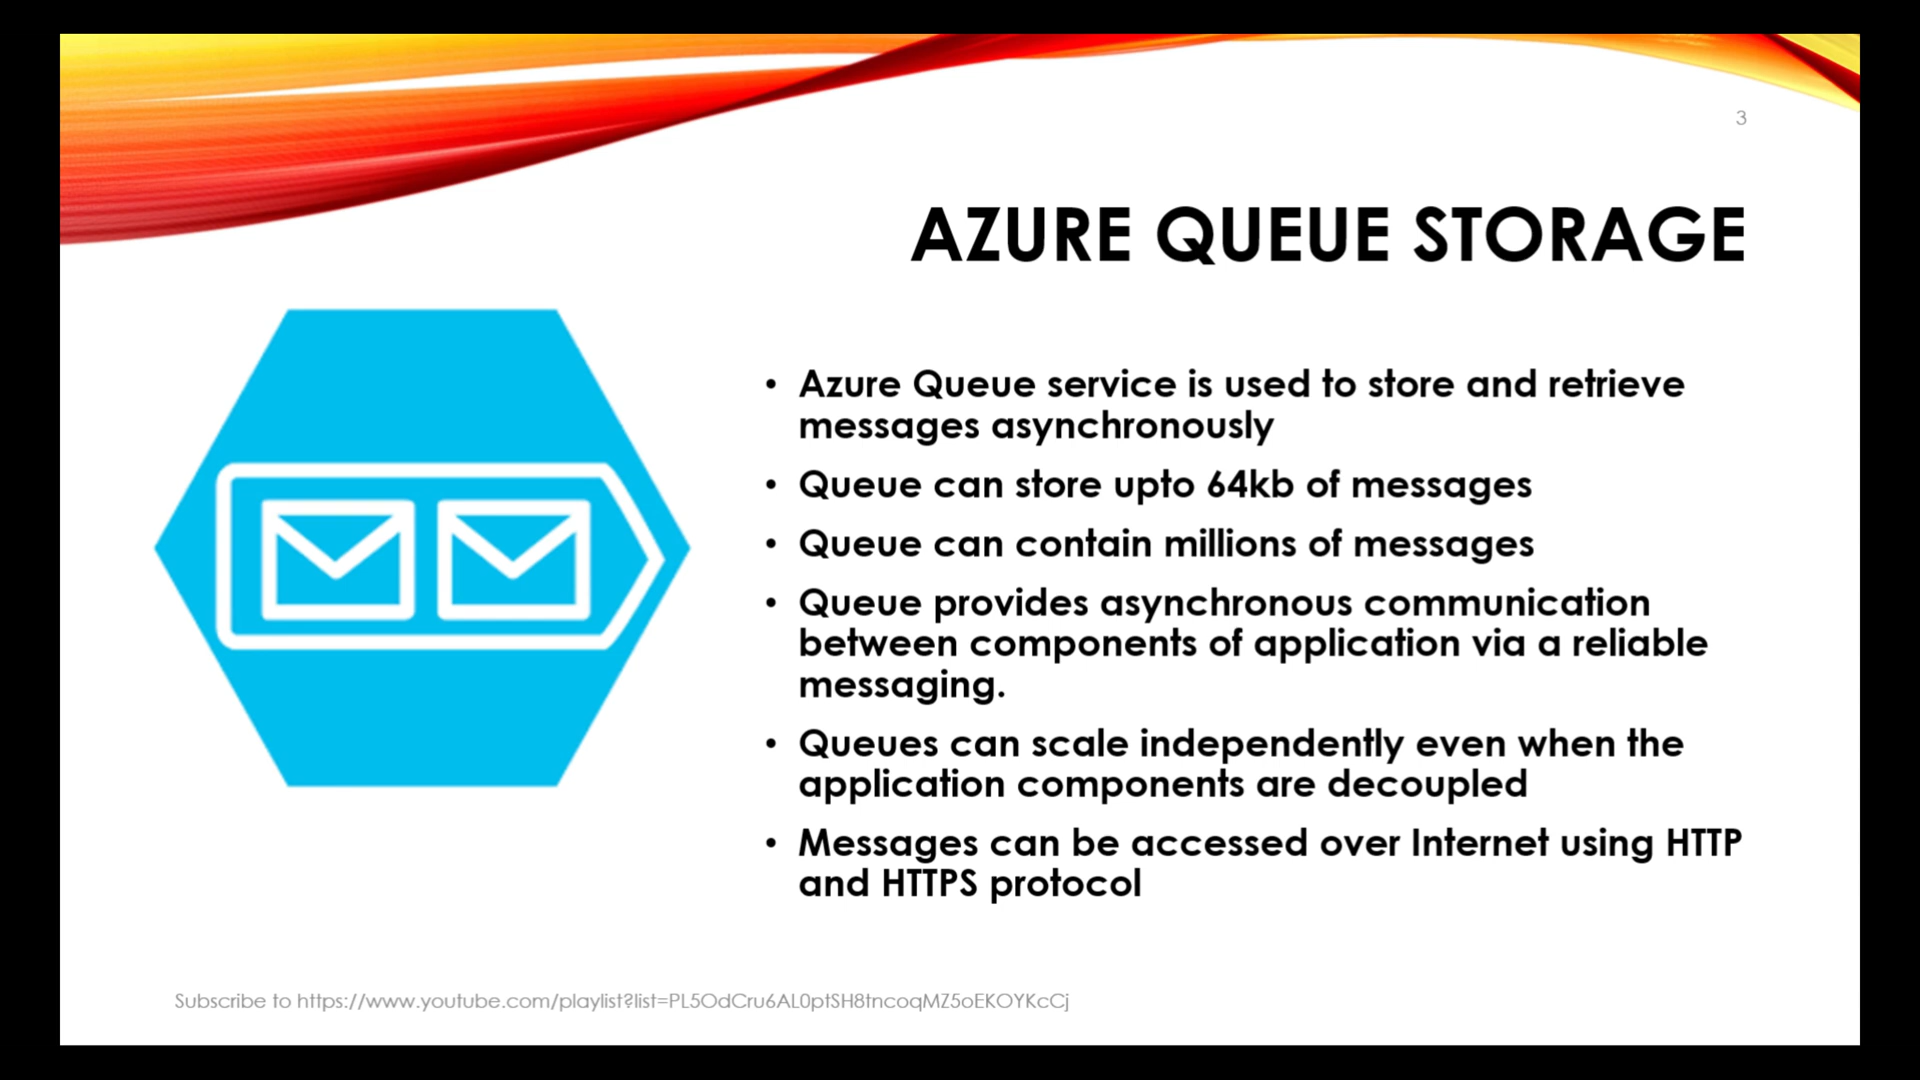 3
AZURE QUEUE STORAGE
• Azure Queue service is used to store and retrieve
messages asynchronously
• Queue can store upto 64kb of messages
• Queue can contain millions of messages
• Queue provides asynchronous communication
between components of application via a reliable
messaging.
• Queues can scale independently even when the
application components are decoupled
• Messages can be accessed over Internet using HTTP
and HTTPS protocol
Subscribe to https://www.youtube.com/playlist?list=PL5OdCru6AL0ptSH8tncoqMZ5oEKOYKcCj